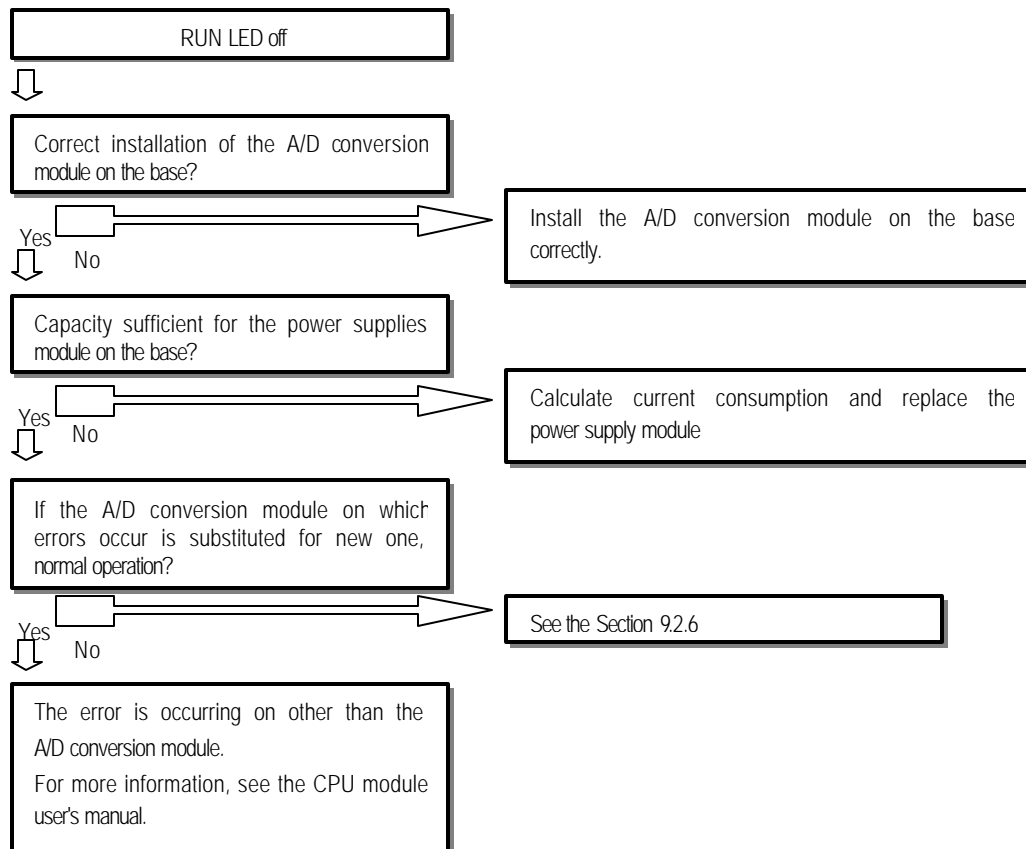 RUN LED off
Correct installation of the A/D conversion
module on the base?
Yes
No
Install the A/D conversion module on the base
correctly.
Capacity sufficient for the power supplies
module on the base?
Yes
No
Calculate current consumption and replace the
power supply module
If the A/D conversion module on which
errors occur is substituted for new one,
normal operation?
Yes
No
See the Section 9.2.6
The error is occurring on other than the
A/D conversion module.
For more information, see the CPU module
user's manual.